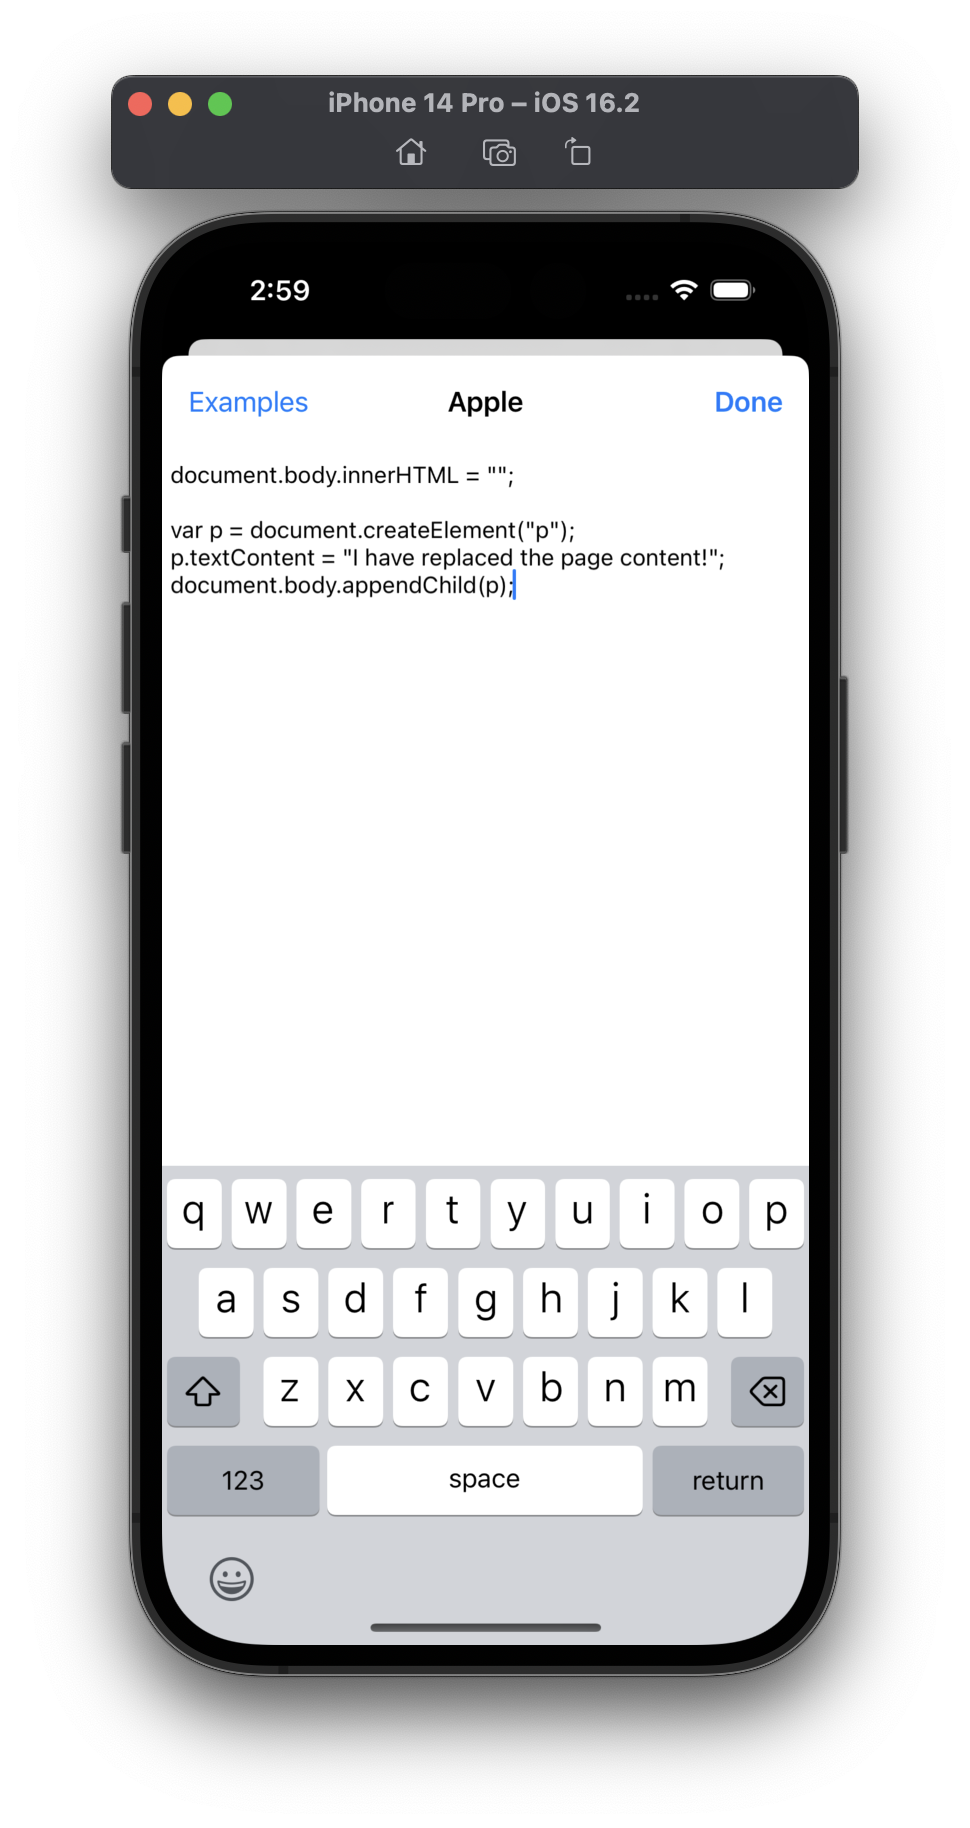 iPhone 14 Pro – iOS 16.2
2:59
Examples Apple Done
document.body.innerHTML = "";
var p = document.createElement("p");
p.textContent = "I have replaced the page content!";
document.body.appendChild(p);
q w e r t y u i o p
a s d f g h j k l
z x c v b n m
123 space return